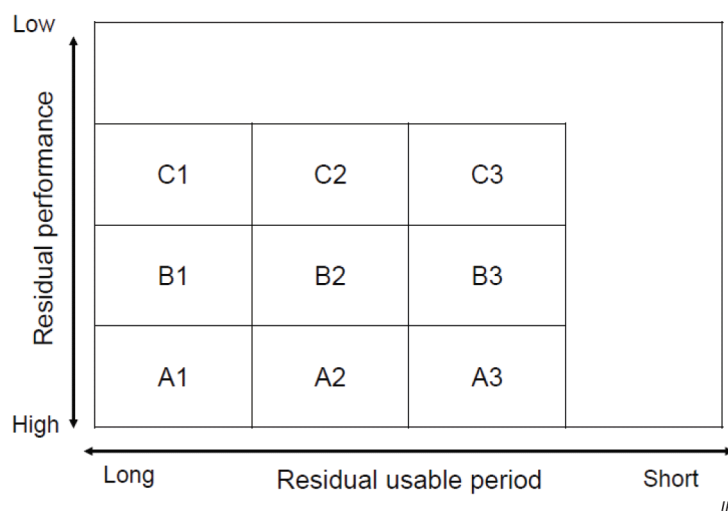 Low
Residual performance
C1 C2 C3
B1 B2 B3
A1 A2 A3
High
Long Residual usable period Short